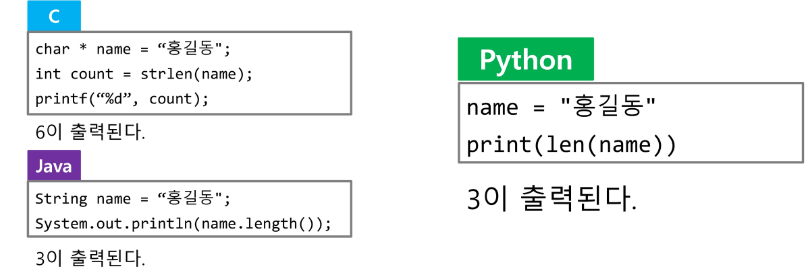 C
char * name = “홍길동";
int count = strlen(name);
printf(“%d”, count);
6이 출력된다.
Java
String name = “홍길동";
System.out.println(name.length());
3이 출력된다.
Python
name = "홍길동"
print(len(name))
3이 출력된다.